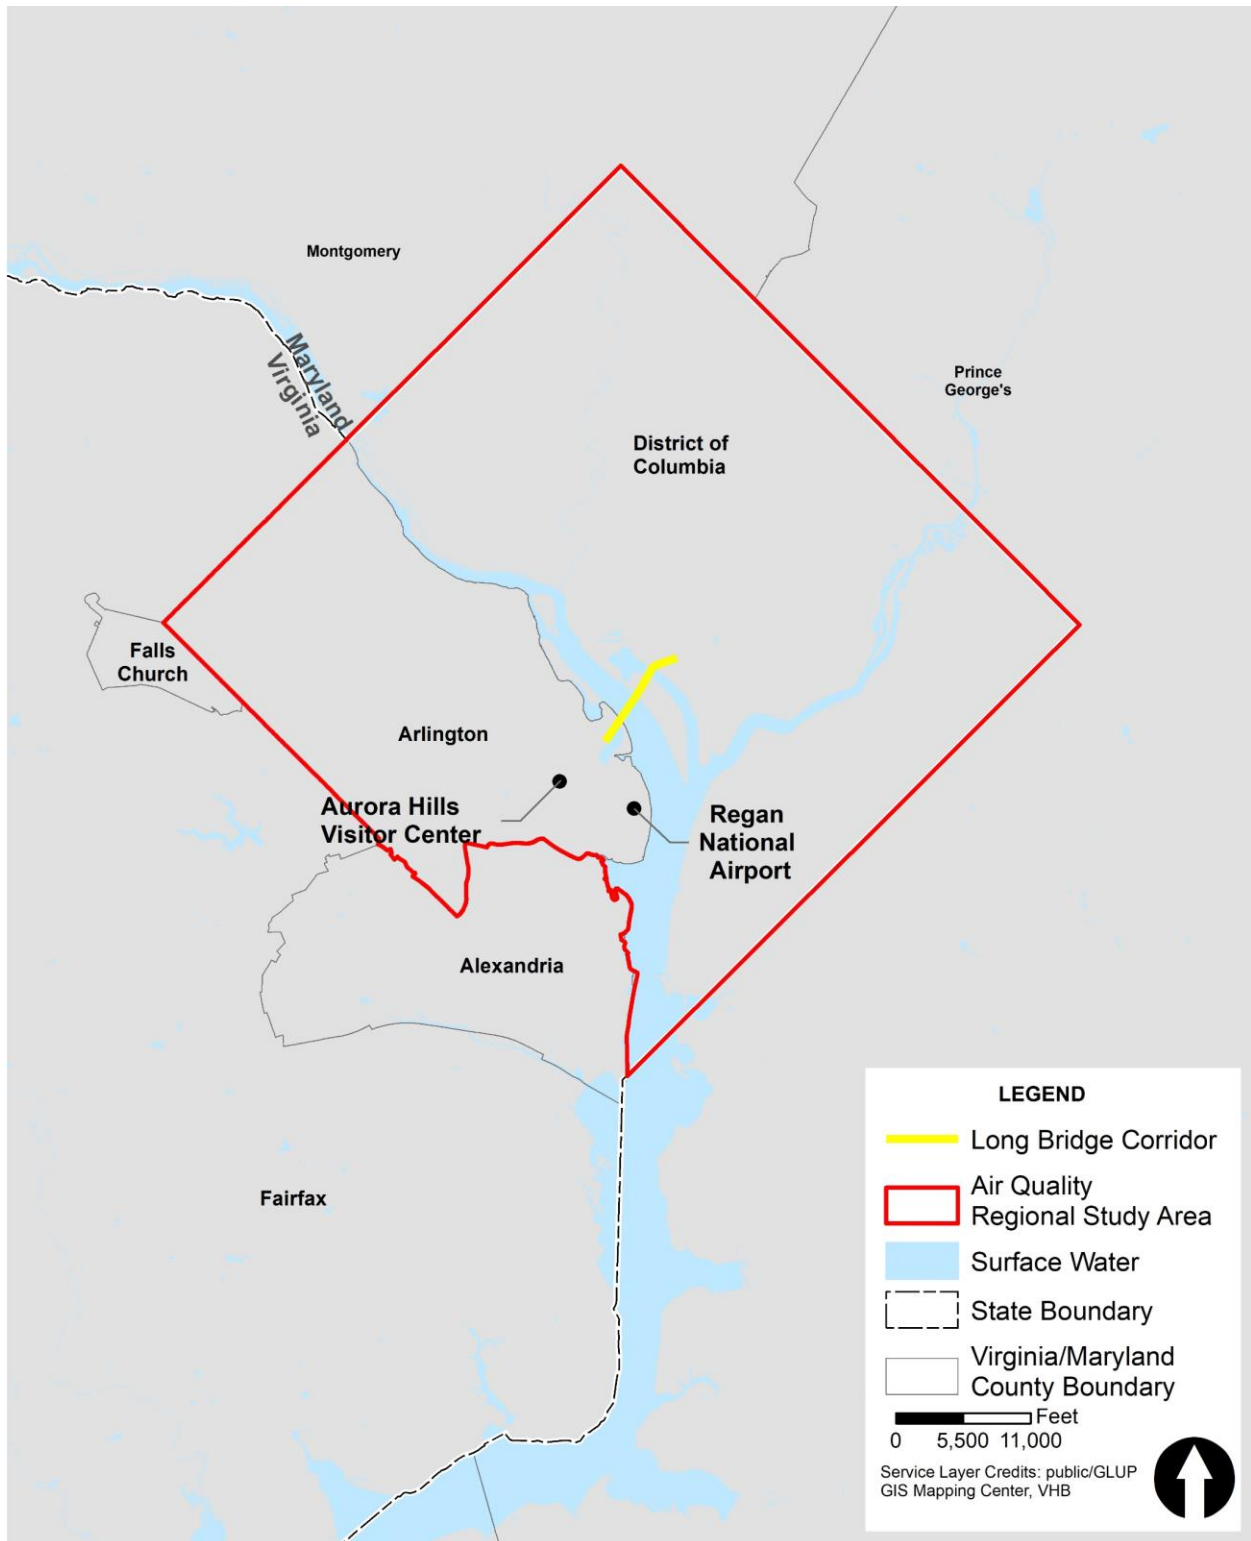 Montgomery
Maryland
Virginia
Prince
George's
District of
Columbia
Falls
Church
Arlington
Aurora Hills
Visitor Center
Regan
National
Airport
Alexandria
Fairfax
LEGEND
Long Bridge Corridor
Air Quality
Regional Study Area
Surface Water
State Boundary
Virginia/Maryland
County Boundary
Feet
0 5,500 11,000
Service Layer Credits: public/GLUP
GIS Mapping Center, VHB